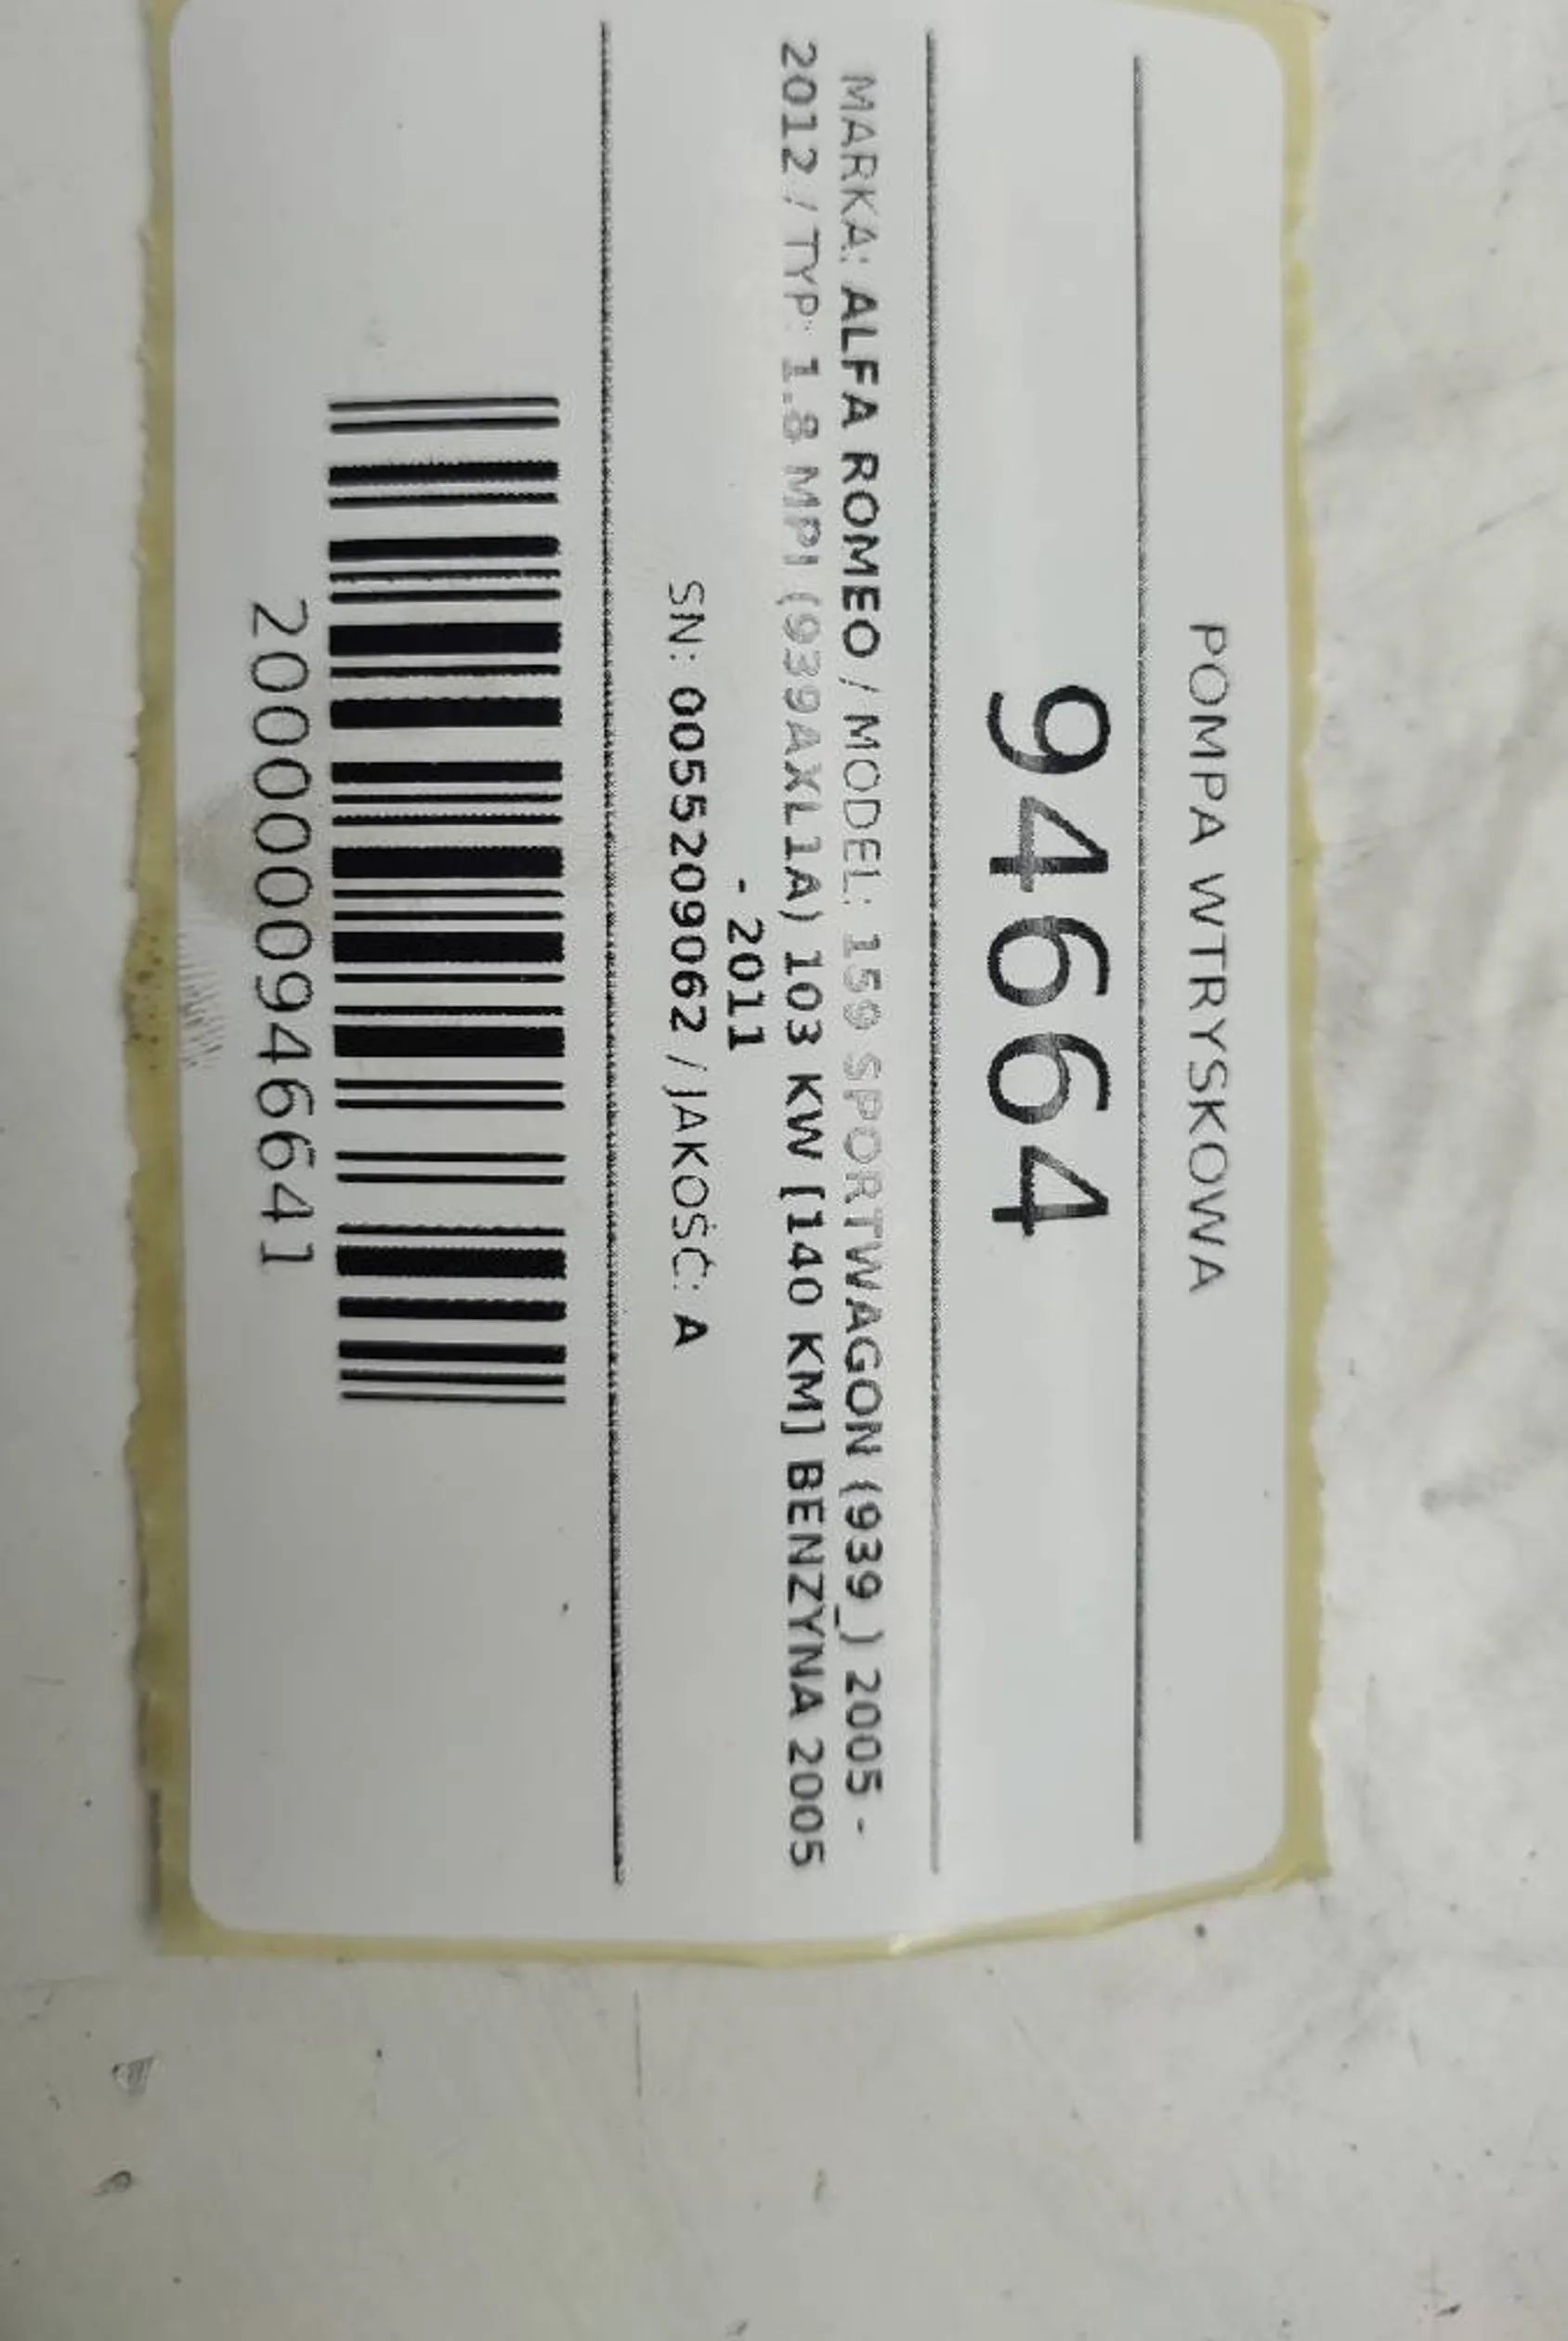 POMPA WTRYSKOWA
94664
MARKA: ALFA ROMEO / MODEL: 159 SPORTWAGON (939_) 2005 -
2012 / TYP: 1.8 MPI (939AXL1A) 103 KW [140 KM] BENZYNA 2005
- 2011
SN: 0055209062 / JAKOŚĆ: A
2000000946641